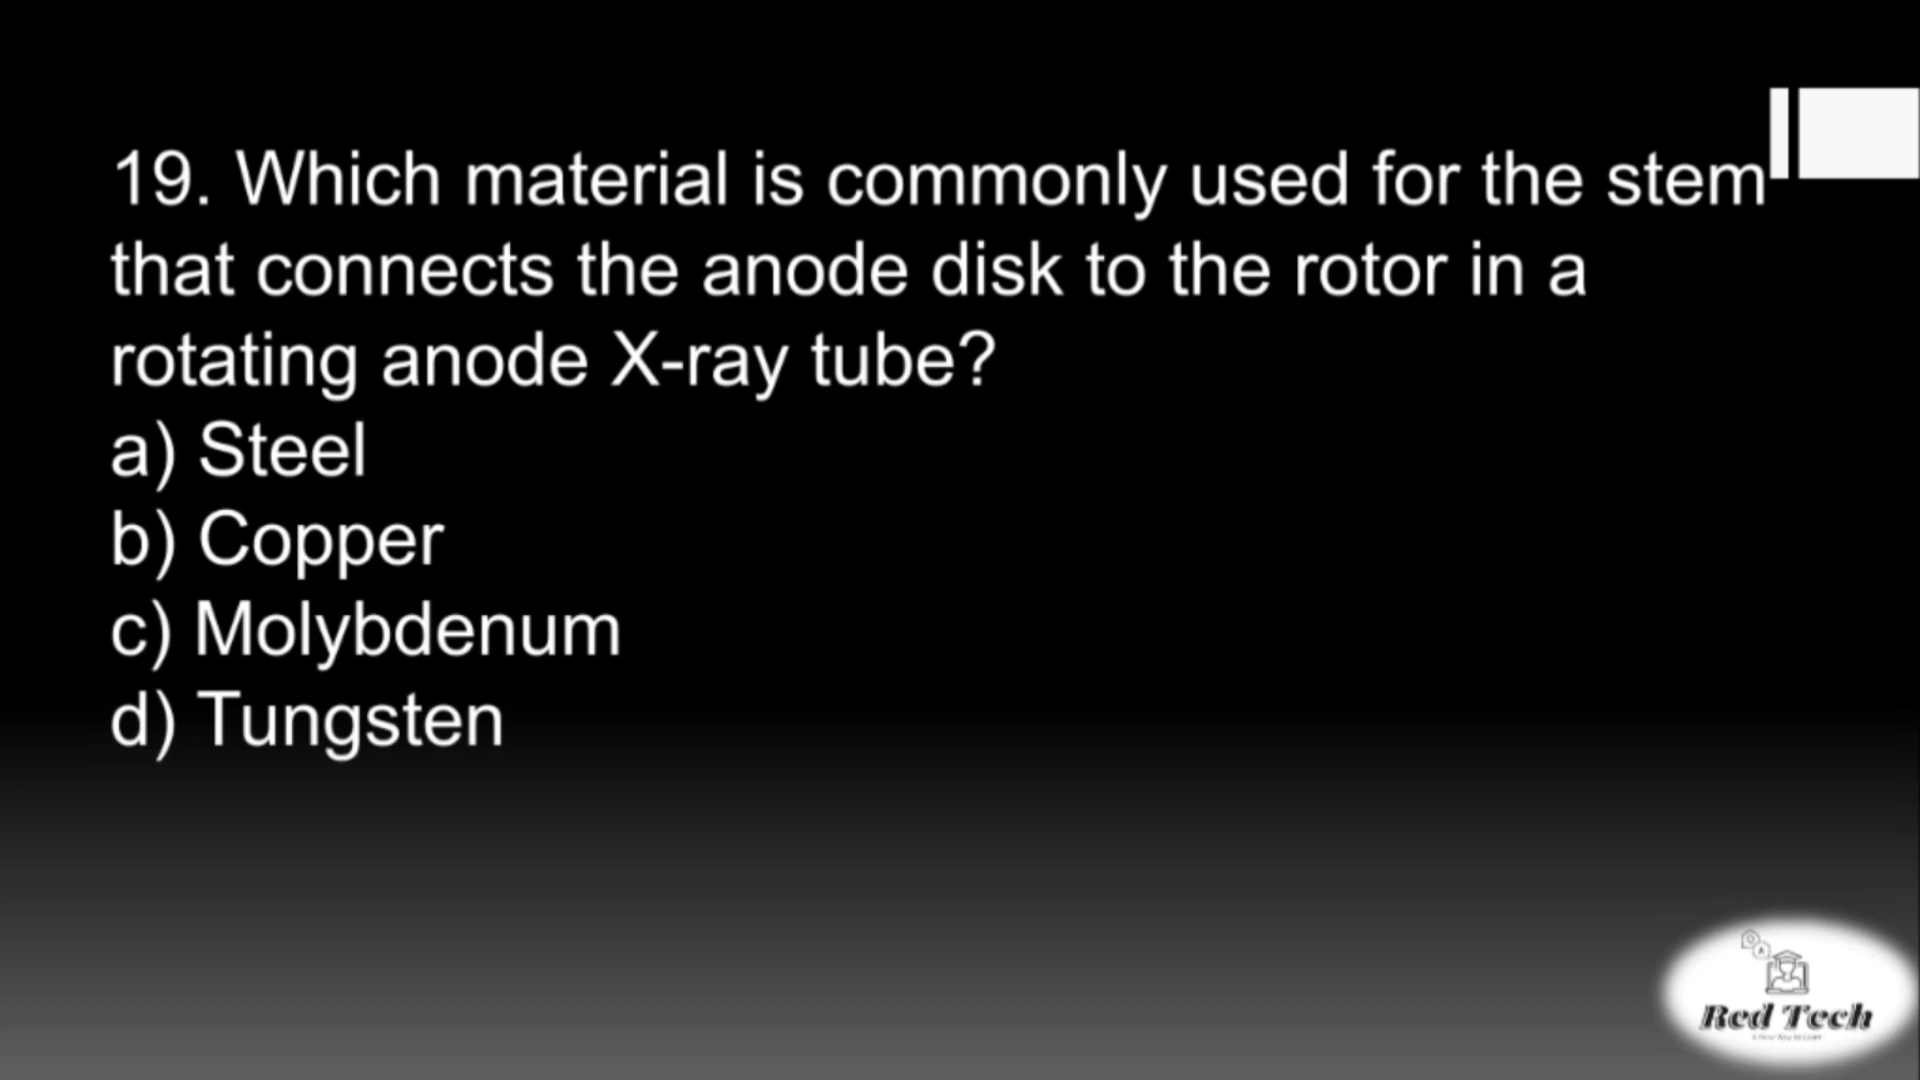 19. Which material is commonly used for the stem
that connects the anode disk to the rotor in a
rotating anode X-ray tube?
a) Steel
b) Copper
c) Molybdenum
d) Tungsten
Q
A
Red Tech